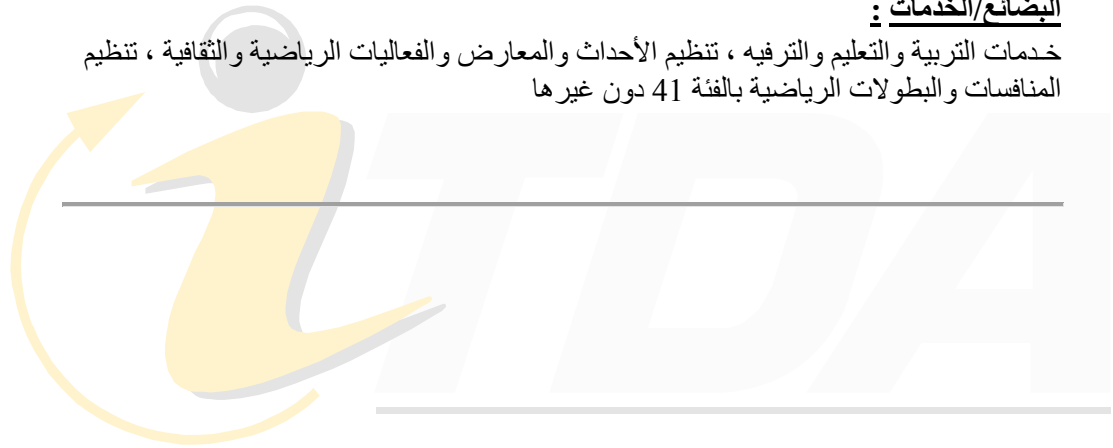 البضائع/الخدمات :
خدمات التربية والتعليم والترفيه ، تنظيم الأحداث والمعارض والفعاليات الرياضية والثقافية ، تنظيم
المنافسات والبطولات الرياضية بالفئة 41 دون غيرها
iTDA